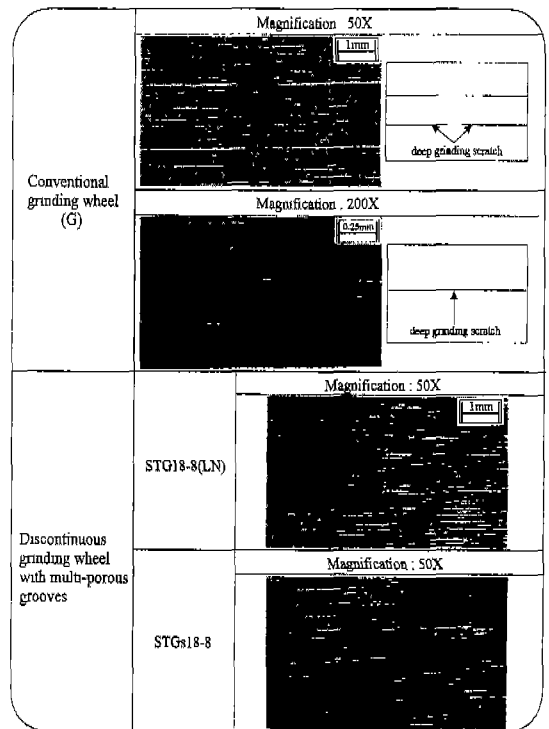 Magnification 50X
1mm
deep grinding scratch
Conventional
grinding wheel
(G)
Magnification . 200X
0.25mm
deep grinding scratch
Magnification : 50X
1mm
STG18-8(LN)
Discontinuous
grinding wheel
with multi-porous
grooves
Magnification : 50X
STGs18-8